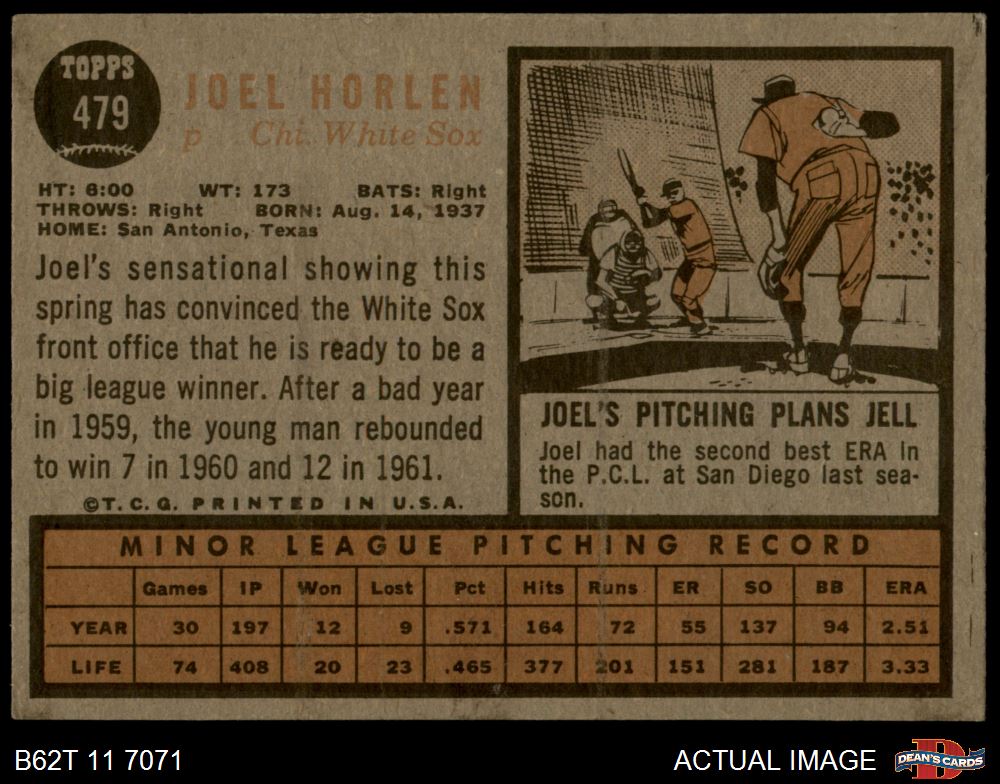 TOPPS
479
JOEL HORLEN
p Chi. White Sox
HT: 6:00 WT: 173 BATS: Right
THROWS: Right BORN: Aug. 14, 1937
HOME: San Antonio, Texas
Joel's sensational showing this
spring has convinced the White Sox
front office that he is ready to be a
big league winner. After a bad year
in 1959, the young man rebounded
to win 7 in 1960 and 12 in 1961.
©T.C.G. PRINTED IN U.S.A.
JOEL'S PITCHING PLANS JELL
Joel had the second best ERA in
the P.C.L. at San Diego last sea-
son.
MINOR LEAGUE PITCHING RECORD
Games IP Won Lost Pct Hits Runs ER SO BB ERA
YEAR 30 197 12 9 .571 164 72 55 137 94 2.51
LIFE 74 408 20 23 .465 377 201 151 281 187 3.33
B62T 11 7071
ACTUAL IMAGE
DEAN'S CARDS